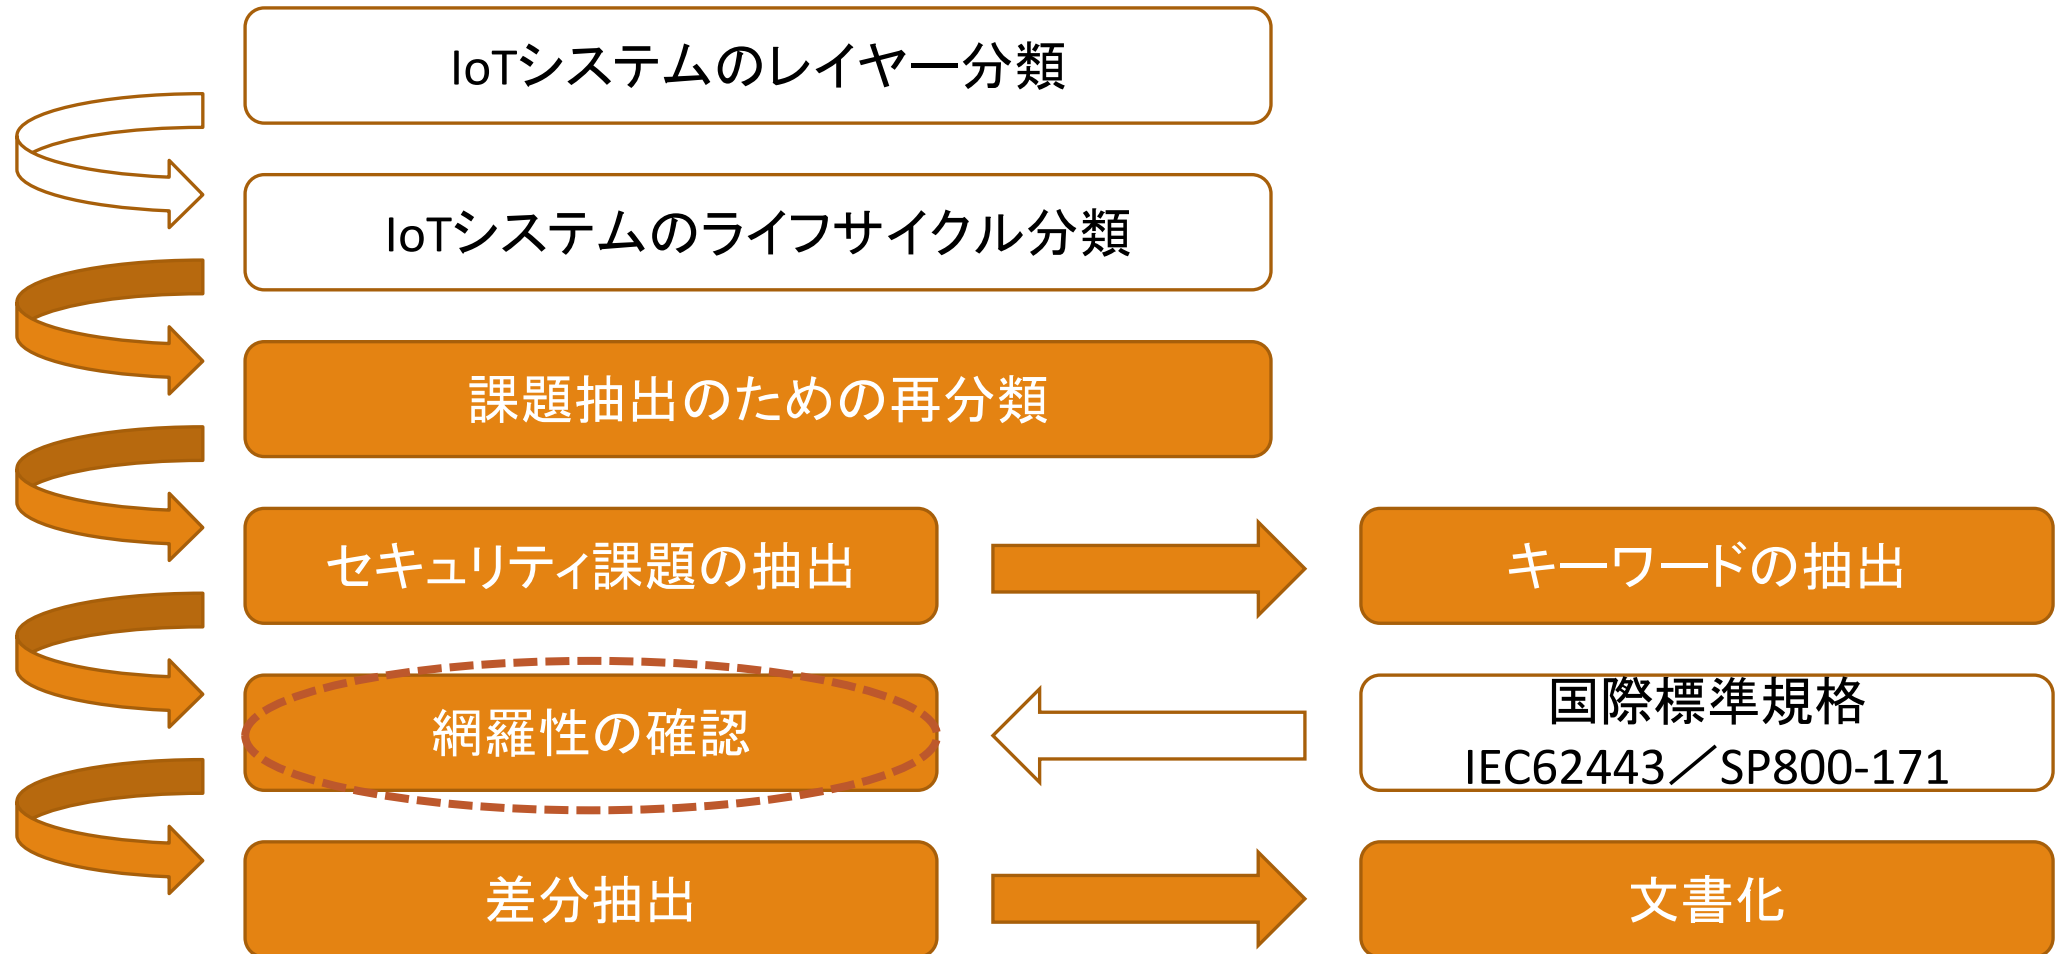 IoTシステムのレイヤー分類
IoTシステムのライフサイクル分類
課題抽出のための再分類
セキュリティ課題の抽出
キーワードの抽出
網羅性の確認
国際標準規格
IEC62443／SP800-171
差分抽出
文書化